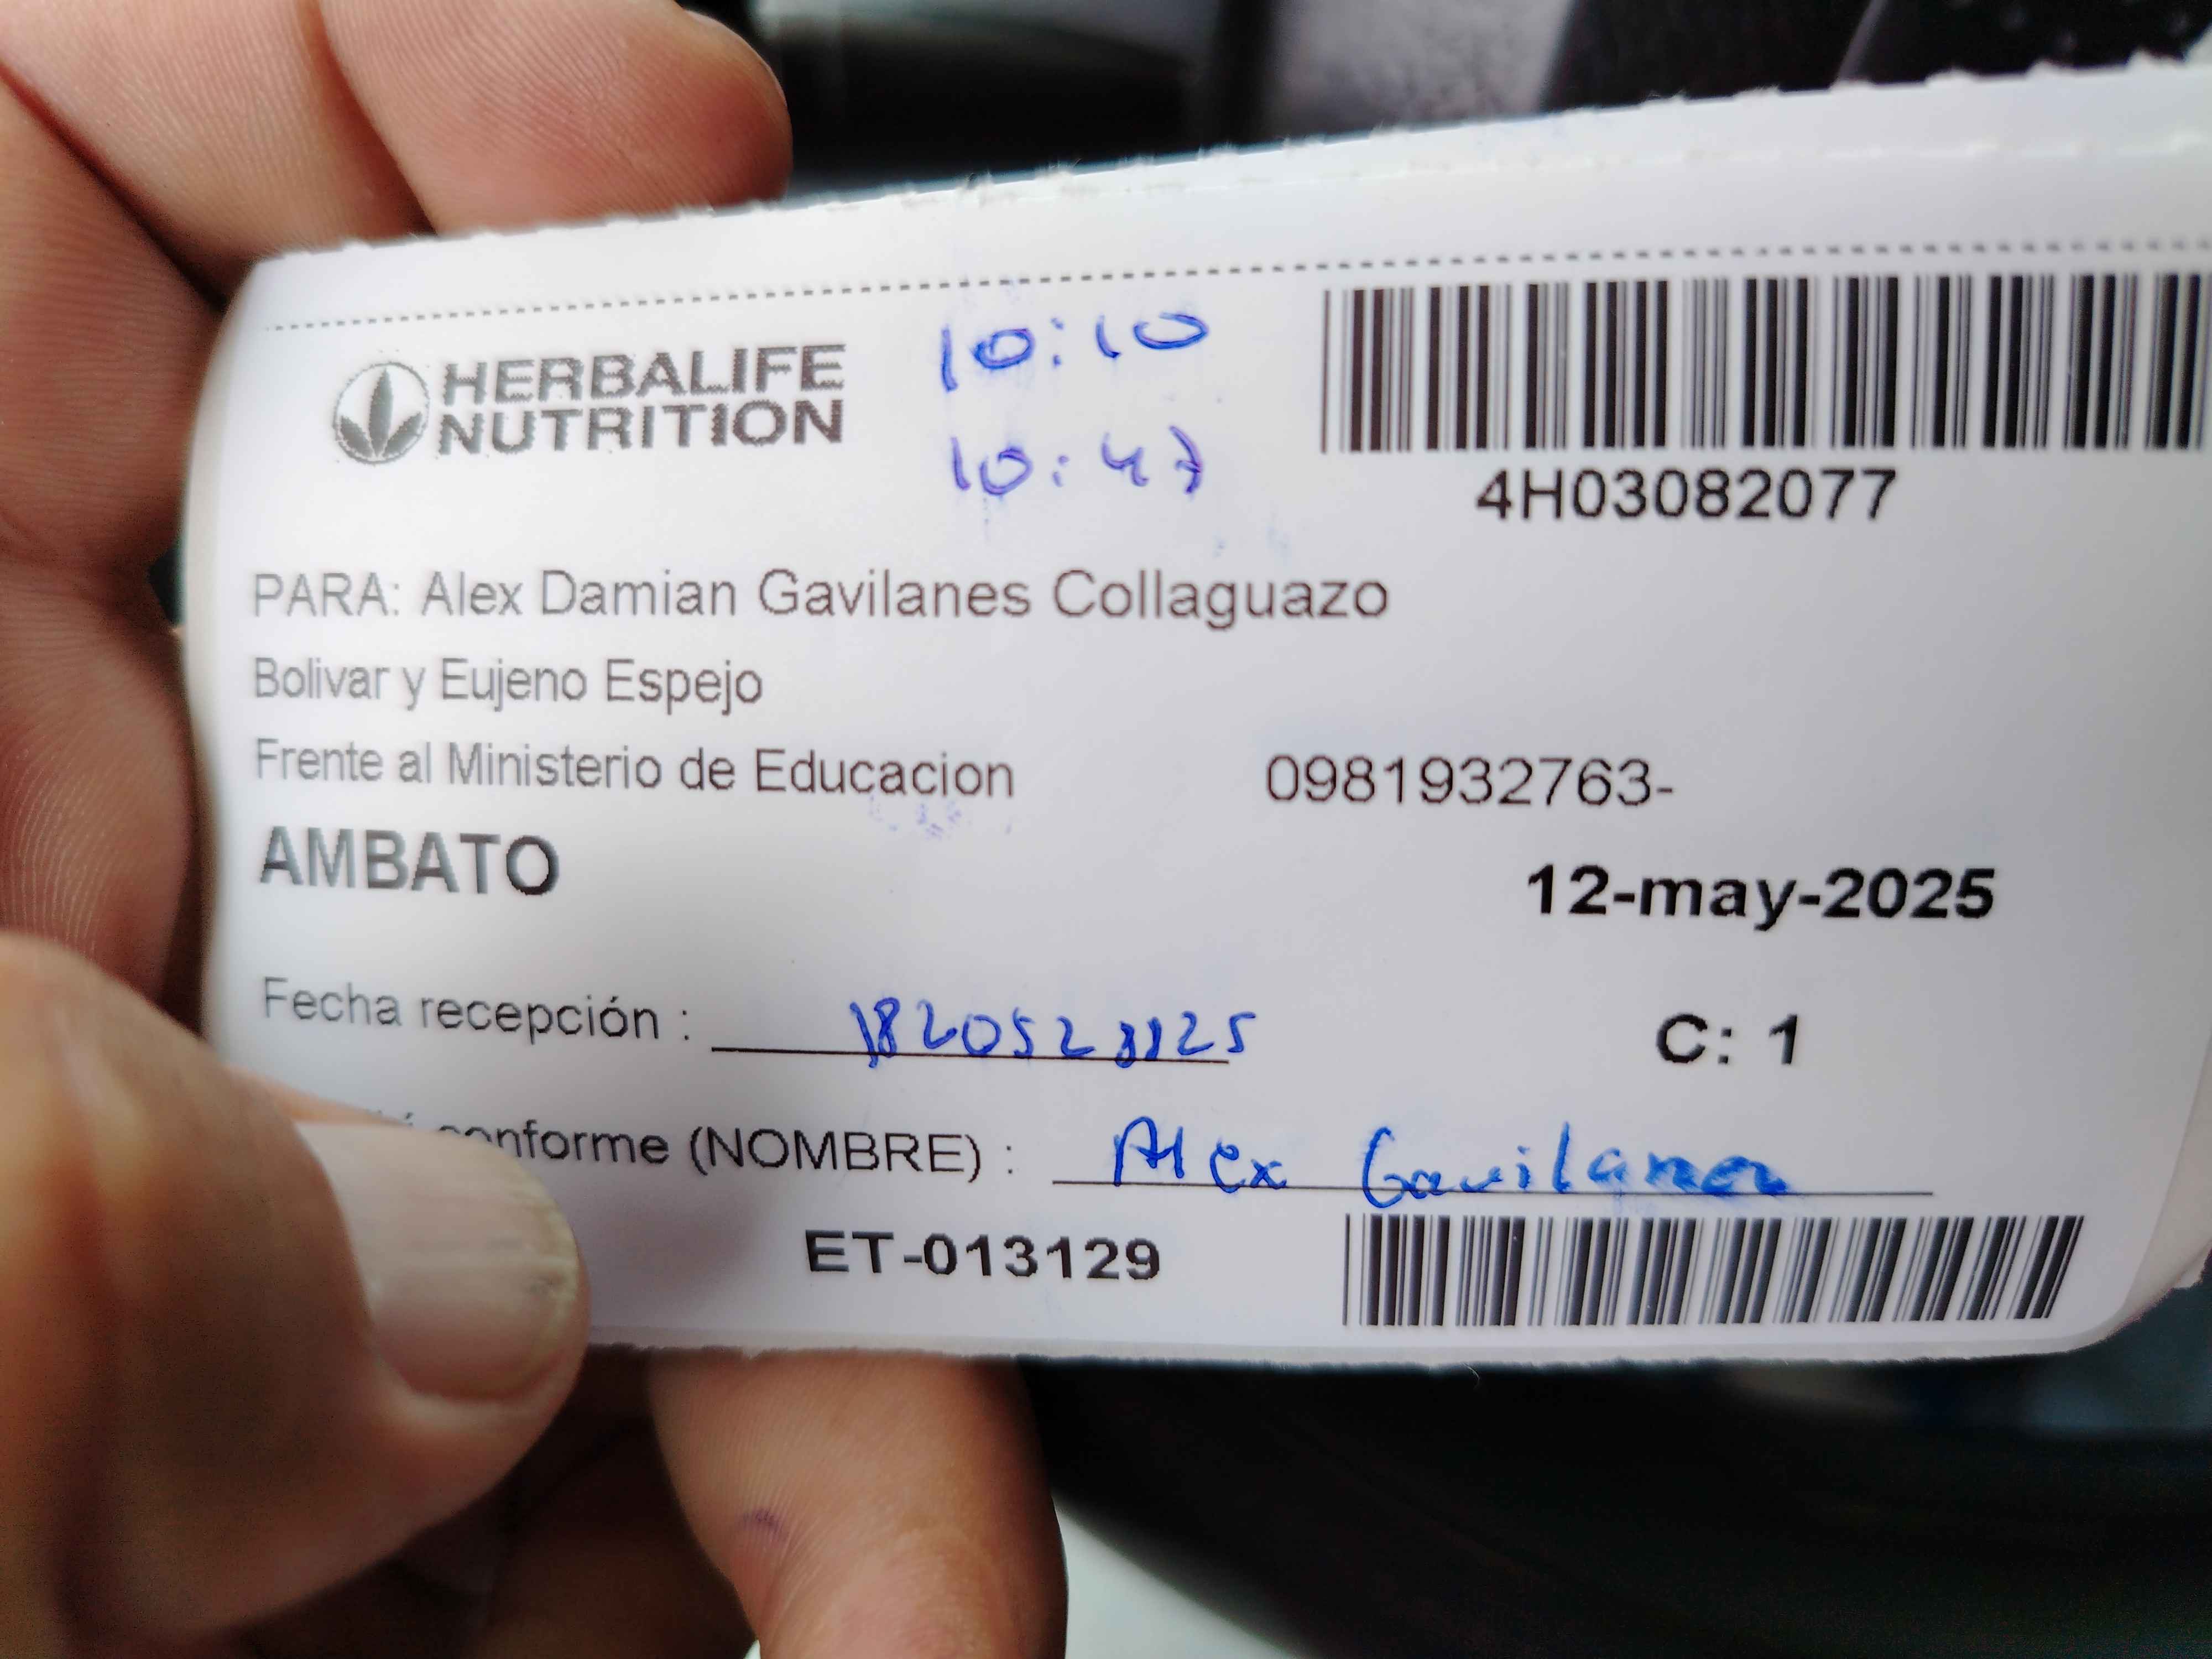 HERBALIFE
NUTRITION
10:10
10:47
4H03082077
PARA: Alex Damian Gavilanes Collaguazo
Bolivar y Eujeno Espejo
Frente al Ministerio de Educacion
0981932763-
AMBATO
12-may-2025
Fecha recepción :
C: 1
conforme (NOMBRE) : Alex Gavilanes
ET-013129